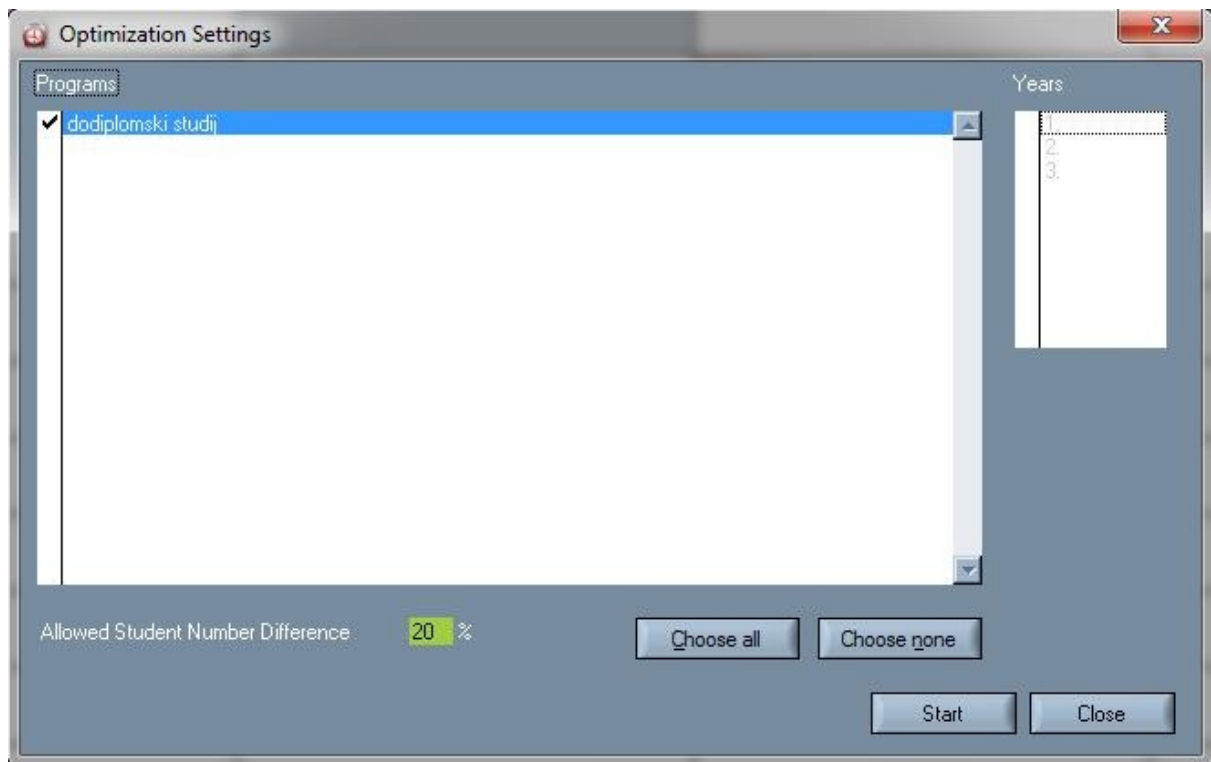 Optimization Settings
Programs
Years
dodiplomski studij
1.
2.
3.
Allowed Student Number Difference 20 %
Choose all
Choose none
Start
Close